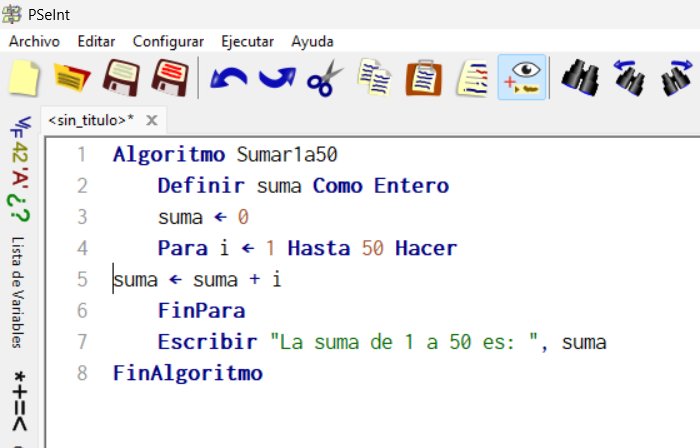 PSeInt
Archivo Editar Configurar Ejecutar Ayuda
<sin_titulo>*
V/F 42 'A' ¿?
Lista de Variables
*+=<
1 Algoritmo Sumar1a50
2 Definir suma Como Entero
3 suma ← 0
4 Para i ← 1 Hasta 50 Hacer
5 suma ← suma + i
6 FinPara
7 Escribir "La suma de 1 a 50 es: ", suma
8 FinAlgoritmo